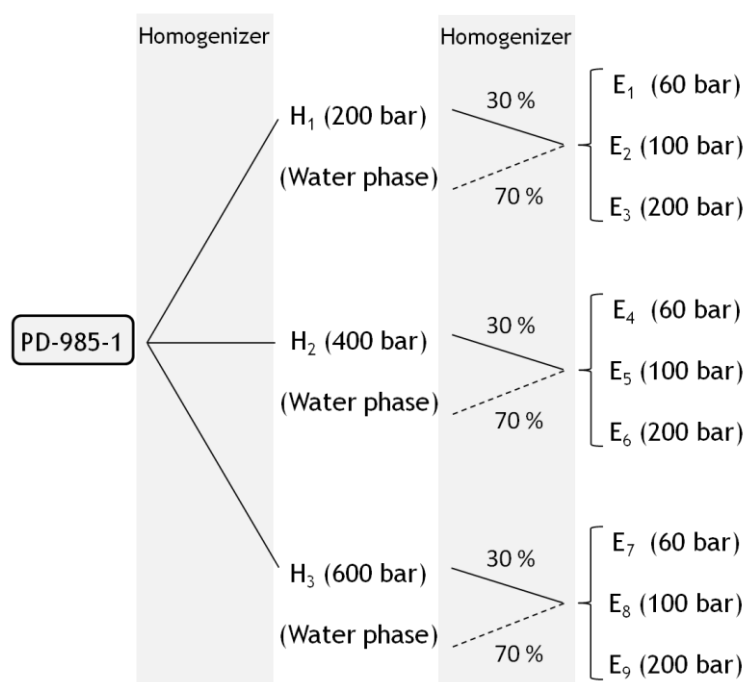 Homogenizer
Homogenizer
PD-985-1
H₁ (200 bar)
(Water phase)
30 %
70 %
E₁ (60 bar)
E₂ (100 bar)
E₃ (200 bar)
H₂ (400 bar)
(Water phase)
30 %
70 %
E₄ (60 bar)
E₅ (100 bar)
E₆ (200 bar)
H₃ (600 bar)
(Water phase)
30 %
70 %
E₇ (60 bar)
E₈ (100 bar)
E₉ (200 bar)